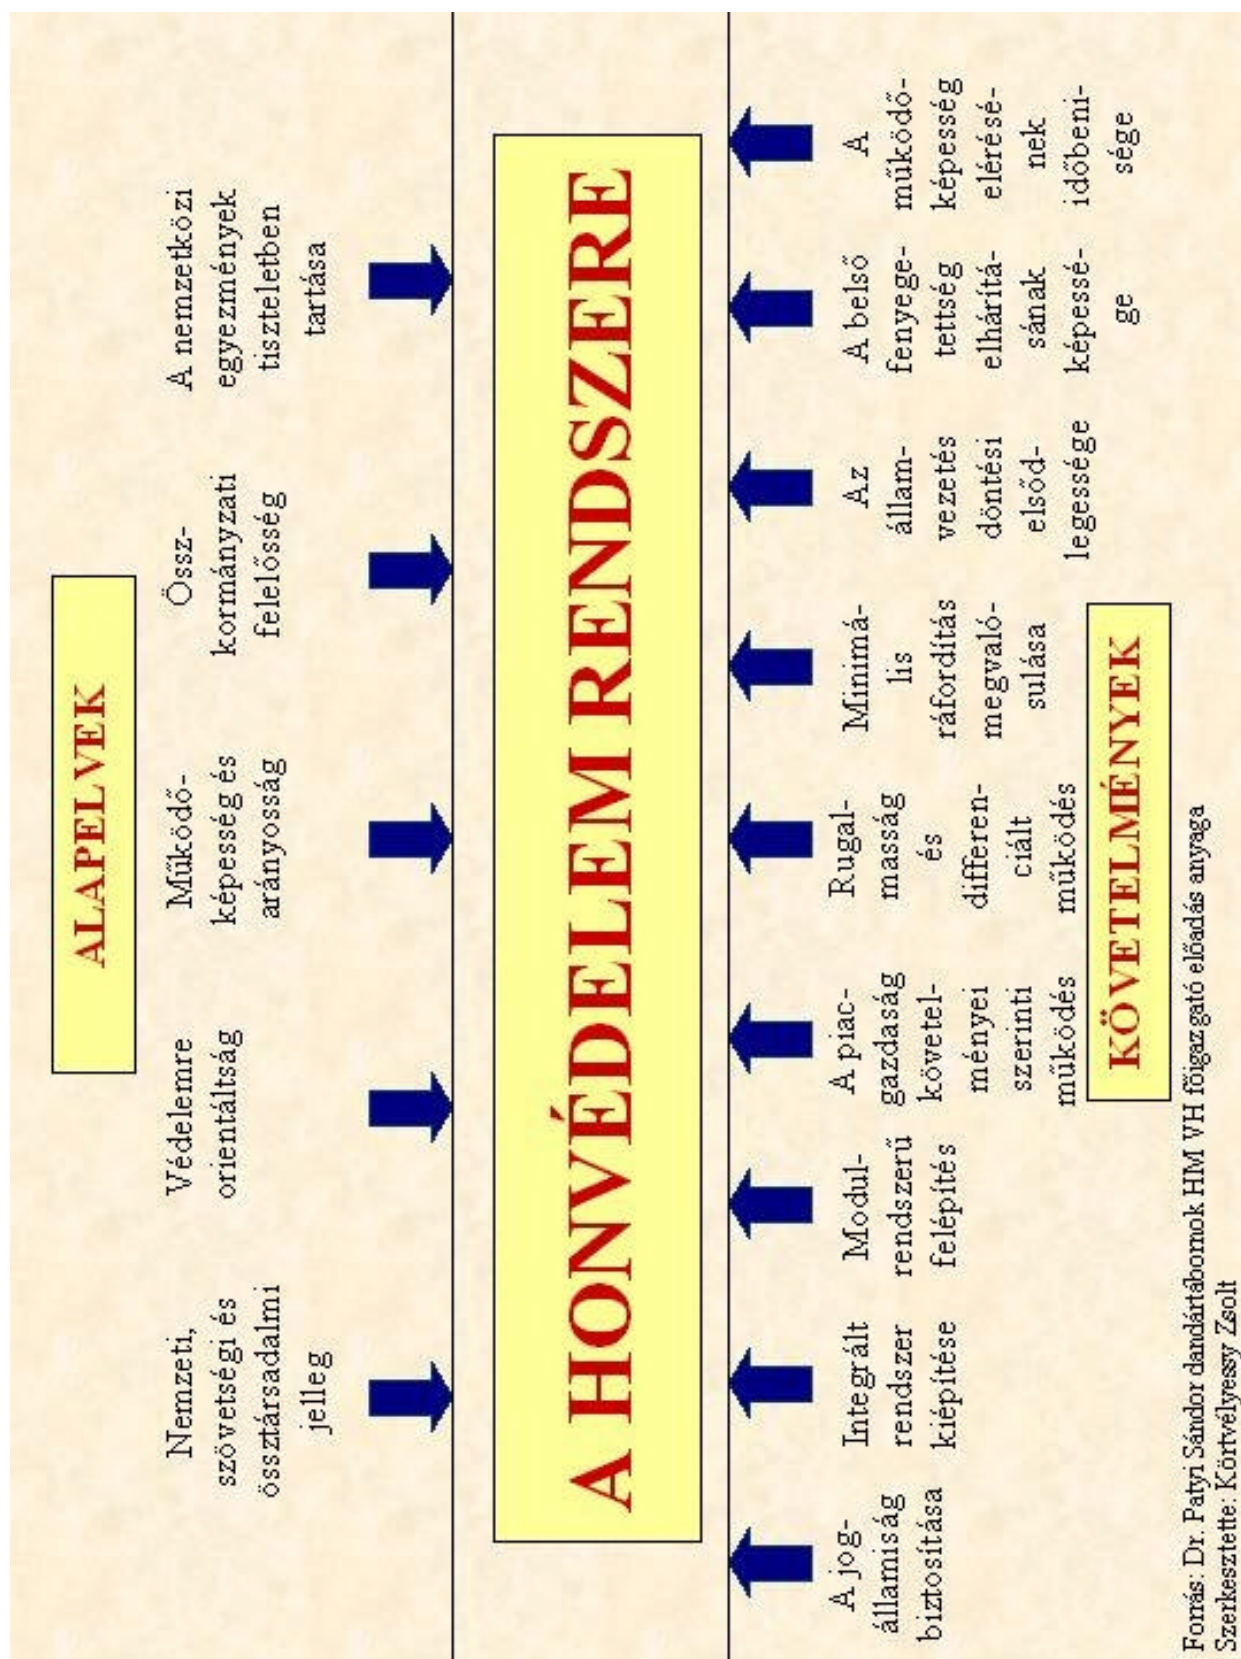 ALAPELVEK
Nemzeti,
szövetségi és
össztársadalmi
jelleg
Védelemre
orientáltság
Működő-
képesség és
arányosság
Össz-
kormányzati
felelősség
A nemzetközi
egyezmények
tiszteletben
tartása
A HONVÉDELEM RENDSZERE
A jog-
államiság
biztosítása
Integrált
rendszer
kiépítése
Modul-
rendszerű
felépítés
A piac-
gazdaság
követel-
ményei
szerinti
működés
Rugal-
masság
és
differen-
ciált
működés
Minimá-
lis
ráfordítás
megvaló-
sulása
Az
állam-
vezetés
döntési
elsőd-
legessége
A belső
fenyege-
tettség
elhárítá-
sának
képessé-
ge
A
működő-
képesség
elérésé-
nek
időbeni-
sége
KÖVETELMÉNYEK
Forrás: Dr. Patyi Sándor dandártábornok HM VH főigazgató előadás anyaga
Szerkesztette: Körtvélyessy Zsolt